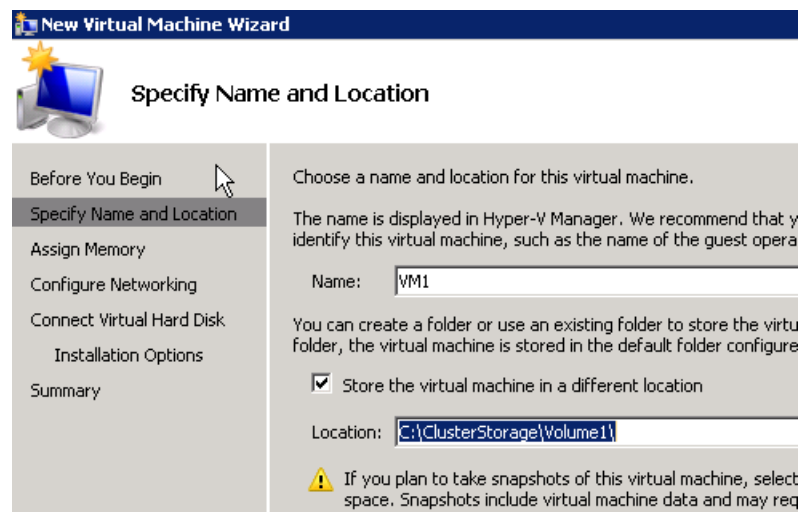 New Virtual Machine Wizard
Specify Name and Location
Before You Begin
Specify Name and Location
Assign Memory
Configure Networking
Connect Virtual Hard Disk
Installation Options
Summary
Choose a name and location for this virtual machine.
The name is displayed in Hyper-V Manager. We recommend that y
identify this virtual machine, such as the name of the guest opera
Name: VM1
You can create a folder or use an existing folder to store the virtu
folder, the virtual machine is stored in the default folder configure
Store the virtual machine in a different location
Location: C:\ClusterStorage\Volume1\
If you plan to take snapshots of this virtual machine, select
space. Snapshots include virtual machine data and may req